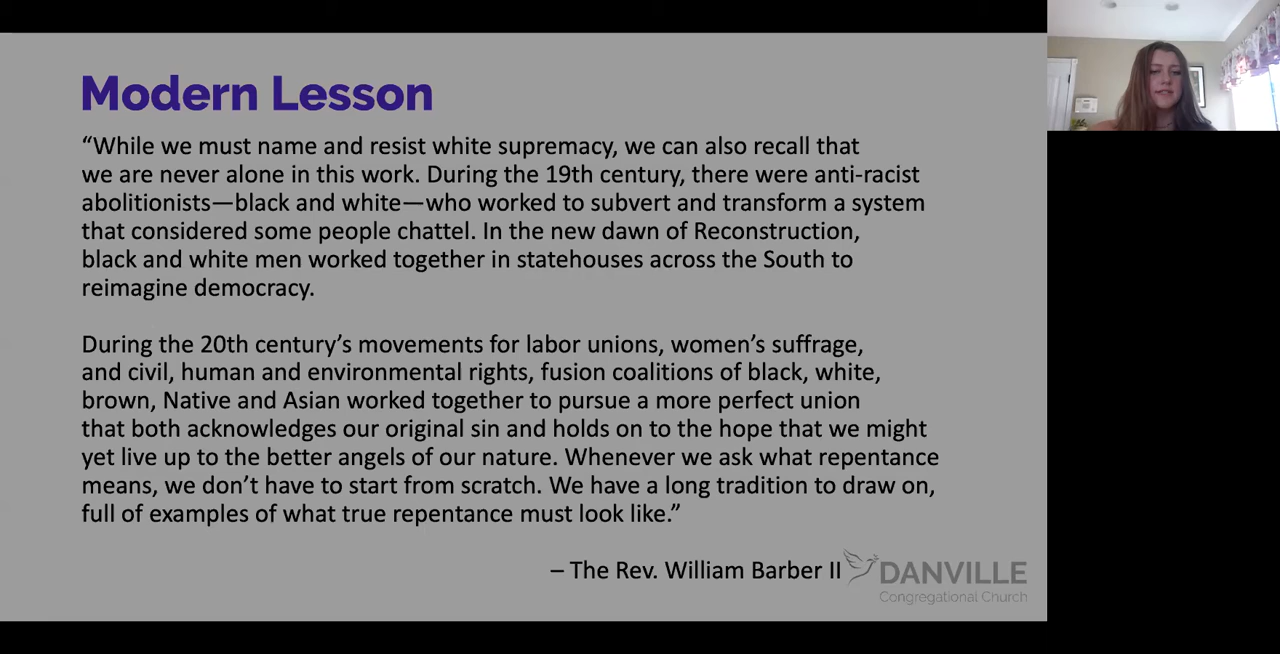 Modern Lesson
“While we must name and resist white supremacy, we can also recall that
we are never alone in this work. During the 19th century, there were anti-racist
abolitionists—black and white—who worked to subvert and transform a system
that considered some people chattel. In the new dawn of Reconstruction,
black and white men worked together in statehouses across the South to
reimagine democracy.
During the 20th century’s movements for labor unions, women’s suffrage,
and civil, human and environmental rights, fusion coalitions of black, white,
brown, Native and Asian worked together to pursue a more perfect union
that both acknowledges our original sin and holds on to the hope that we might
yet live up to the better angels of our nature. Whenever we ask what repentance
means, we don’t have to start from scratch. We have a long tradition to draw on,
full of examples of what true repentance must look like.”
– The Rev. William Barber II
DANVILLE
Congregational Church